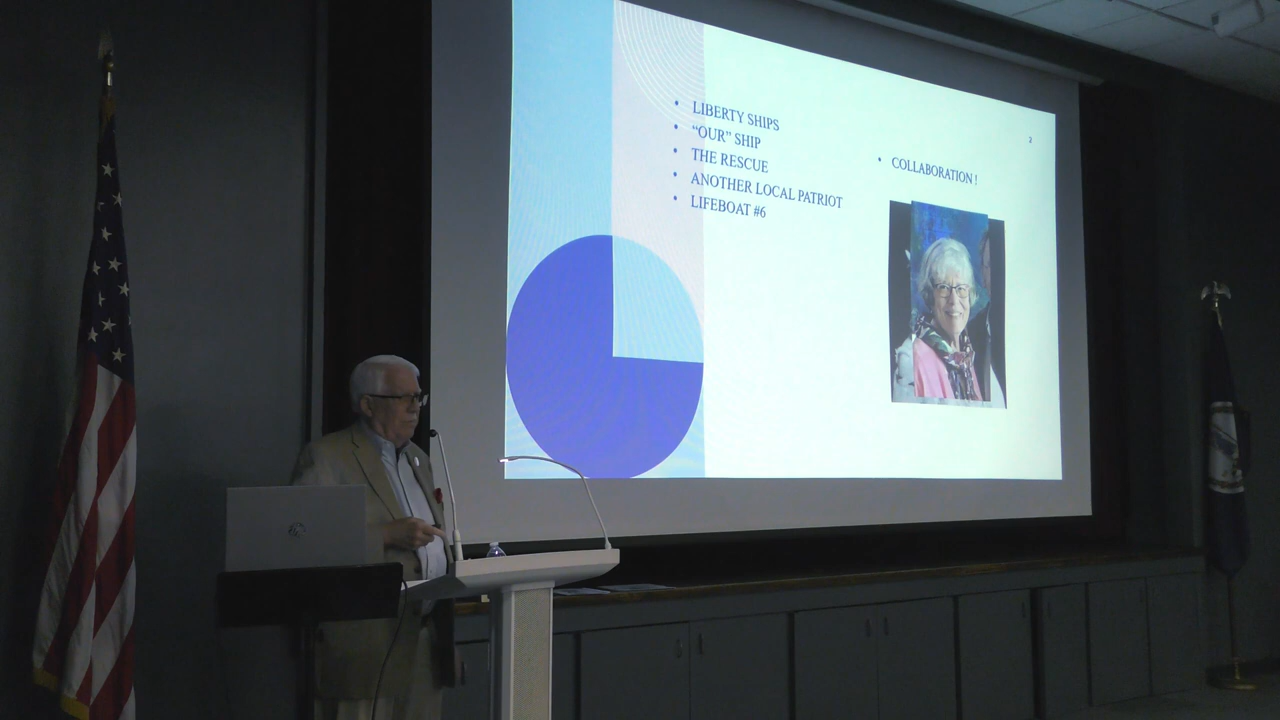 LIBERTY SHIPS
"OUR" SHIP
THE RESCUE
ANOTHER LOCAL PATRIOT
LIFEBOAT #6
2
COLLABORATION !